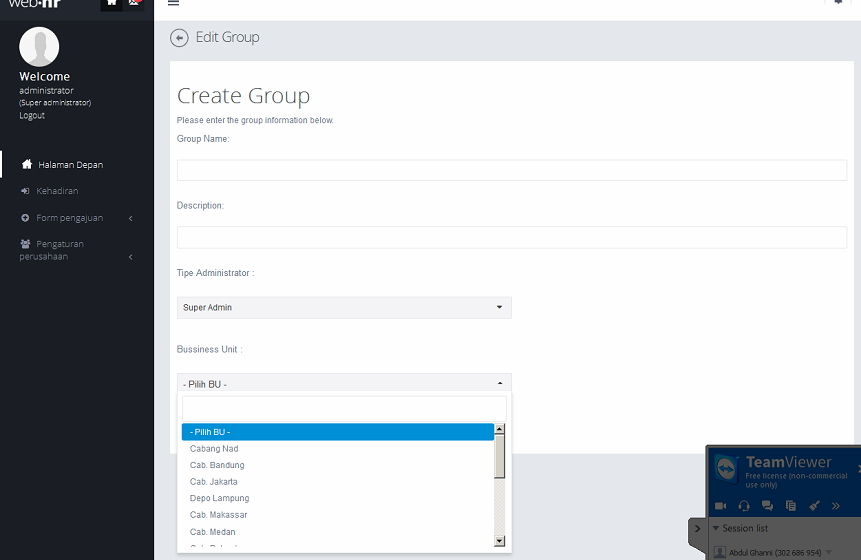 web•hr
Welcome
administrator
(Super administrator)
Logout
Halaman Depan
Kehadiran
Form pengajuan
Pengaturan
perusahaan
Edit Group
Create Group
Please enter the group information below.
Group Name:
Description:
Tipe Administrator :
Super Admin
Bussiness Unit :
- Pilih BU -
- Pilih BU -
Cabang Nad
Cab. Bandung
Cab. Jakarta
Depo Lampung
Cab. Makassar
Cab. Medan
TeamViewer
Free license (non-commercial
use only)
Session list
Abdul Ghanni (302 686 954)